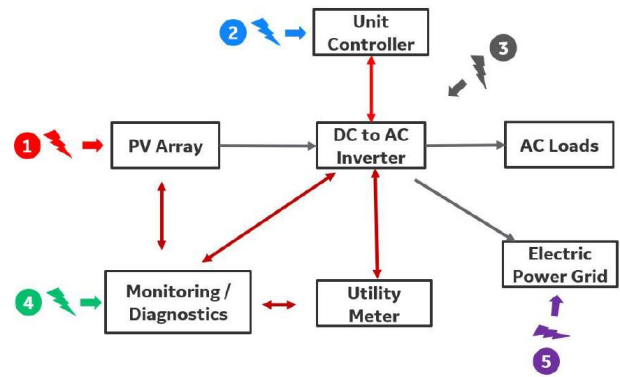 2
Unit
Controller
3
1
PV Array
DC to AC
Inverter
AC Loads
4
Monitoring /
Diagnostics
Utility
Meter
Electric
Power Grid
5